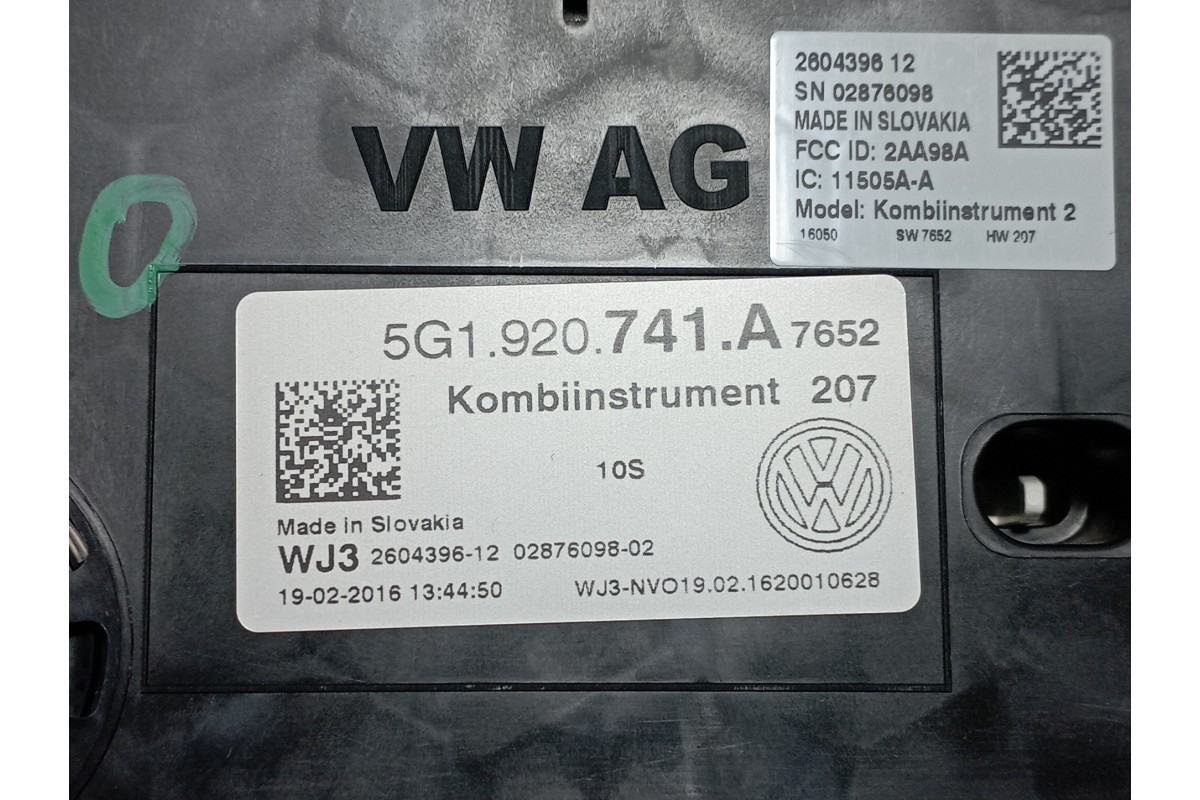 VW AG
2604396 12
SN 02876098
MADE IN SLOVAKIA
FCC ID: 2AA98A
IC: 11505A-A
Model: Kombiinstrument 2
16050 SW 7652 HW 207
5G1.920.741.A 7652
Kombiinstrument 207
10S
Made in Slovakia
WJ3 2604396-12 02876098-02
19-02-2016 13:44:50 WJ3-NVO19.02.1620010628